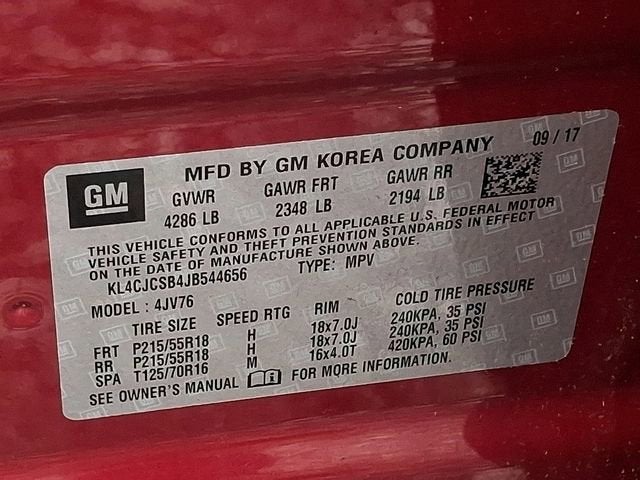 MFD BY GM KOREA COMPANY 09 / 17
GM
GVWR GAWR FRT GAWR RR
4286 LB 2348 LB 2194 LB
THIS VEHICLE CONFORMS TO ALL APPLICABLE U.S. FEDERAL MOTOR
VEHICLE SAFETY AND THEFT PREVENTION STANDARDS IN EFFECT
ON THE DATE OF MANUFACTURE SHOWN ABOVE.
KL4CJCSB4JB544656 TYPE: MPV
MODEL : 4JV76
TIRE SIZE SPEED RTG RIM COLD TIRE PRESSURE
FRT P215/55R18 H 18x7.0J 240KPA, 35 PSI
RR P215/55R18 H 18x7.0J 240KPA, 35 PSI
SPA T125/70R16 M 16x4.0T 420KPA, 60 PSI
SEE OWNER'S MANUAL FOR MORE INFORMATION.